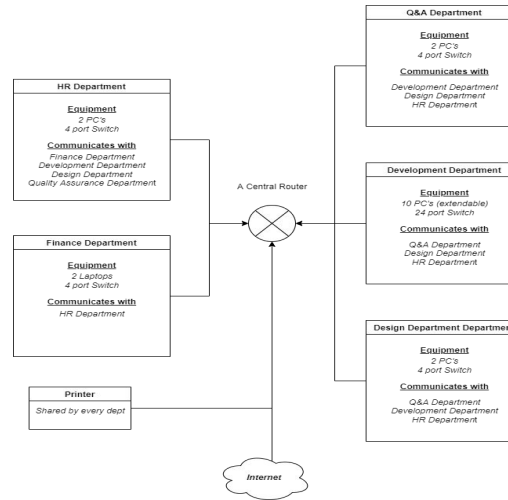 Q&A Department
Equipment
2 PC's
4 port Switch
Communicates with
Development Department
Design Department
HR Department
HR Department
Equipment
2 PC's
4 port Switch
Communicates with
Finance Department
Development Department
Design Department
Quality Assurance Department
A Central Router
Development Department
Equipment
10 PC's (extendable)
24 port Switch
Communicates with
Q&A Department
Design Department
HR Department
Finance Department
Equipment
2 Laptops
4 port Switch
Communicates with
HR Department
Design Department Department
Equipment
2 PC's
4 port Switch
Communicates with
Q&A Department
Development Department
HR Department
Printer
Shared by every dept
Internet